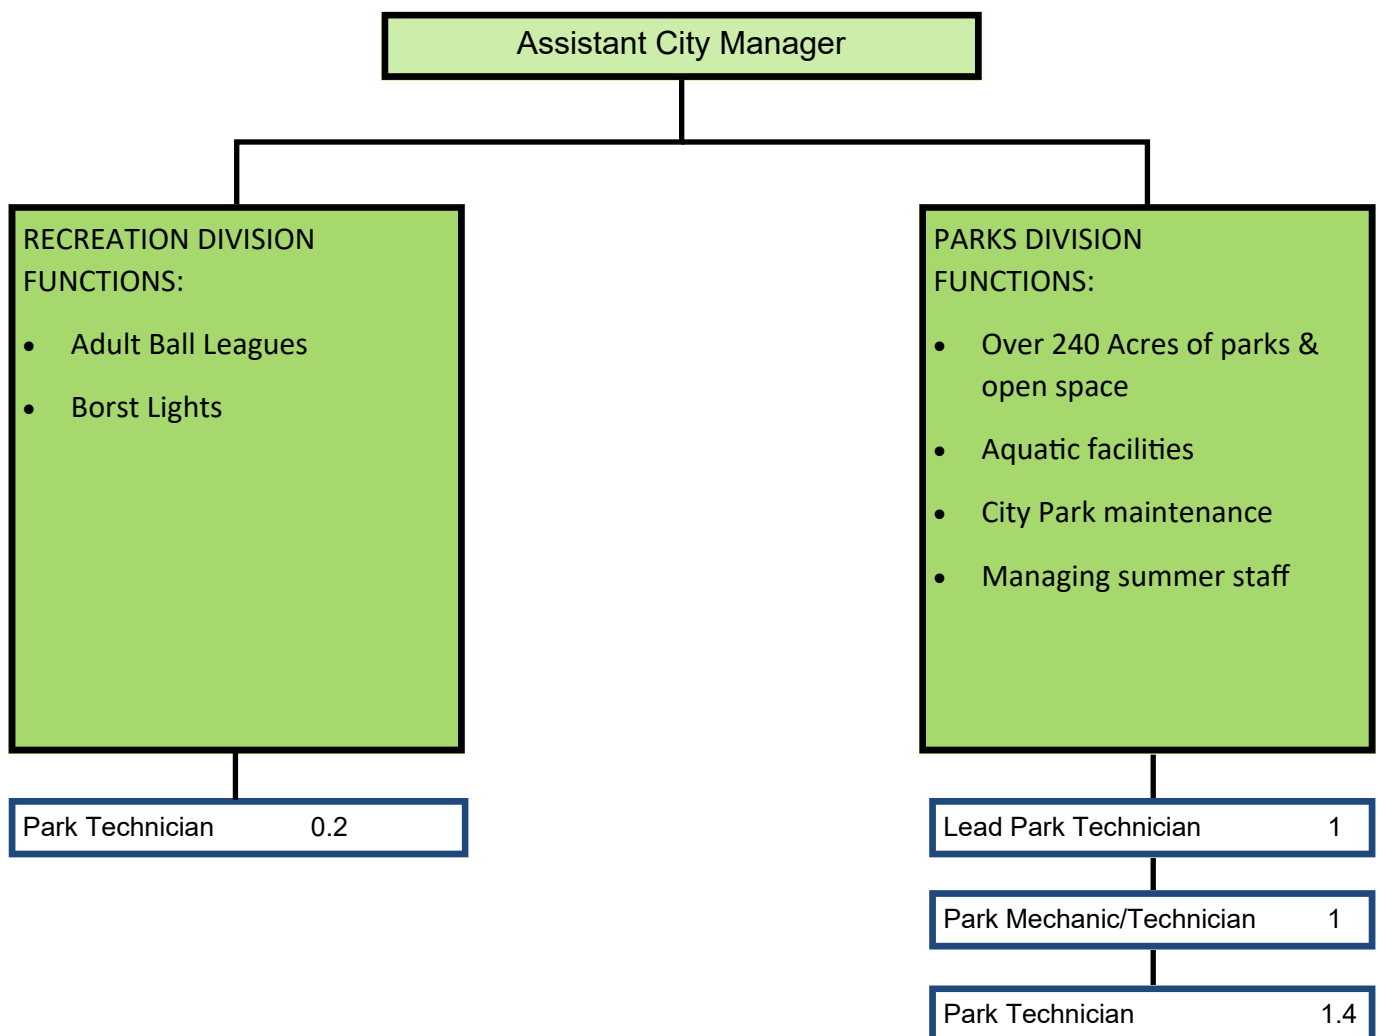 Assistant City Manager
RECREATION DIVISION
FUNCTIONS:
• Adult Ball Leagues
• Borst Lights
PARKS DIVISION
FUNCTIONS:
• Over 240 Acres of parks &
open space
• Aquatic facilities
• City Park maintenance
• Managing summer staff
Park Technician 0.2
Lead Park Technician 1
Park Mechanic/Technician 1
Park Technician 1.4